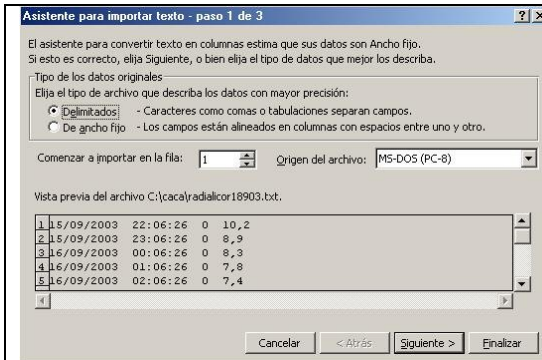 Asistente para importar texto - paso 1 de 3
El asistente para convertir texto en columnas estima que sus datos son Ancho fijo.
Si esto es correcto, elija Siguiente, o bien elija el tipo de datos que mejor los describa.
Tipo de los datos originales
Elija el tipo de archivo que describa los datos con mayor precisión:
Delimitados - Caracteres como comas o tabulaciones separan campos.
De ancho fijo - Los campos están alineados en columnas con espacios entre uno y otro.
Comenzar a importar en la fila: 1 Origen del archivo: MS-DOS (PC-8)
Vista previa del archivo C:\caca\radialicor18903.txt.
1 15/09/2003 22:06:26 0 10,2
2 15/09/2003 23:06:26 0 8,9
3 16/09/2003 00:06:26 0 8,3
4 16/09/2003 01:06:26 0 7,8
5 16/09/2003 02:06:26 0 7,4
Cancelar < Atrás Siguiente > Finalizar